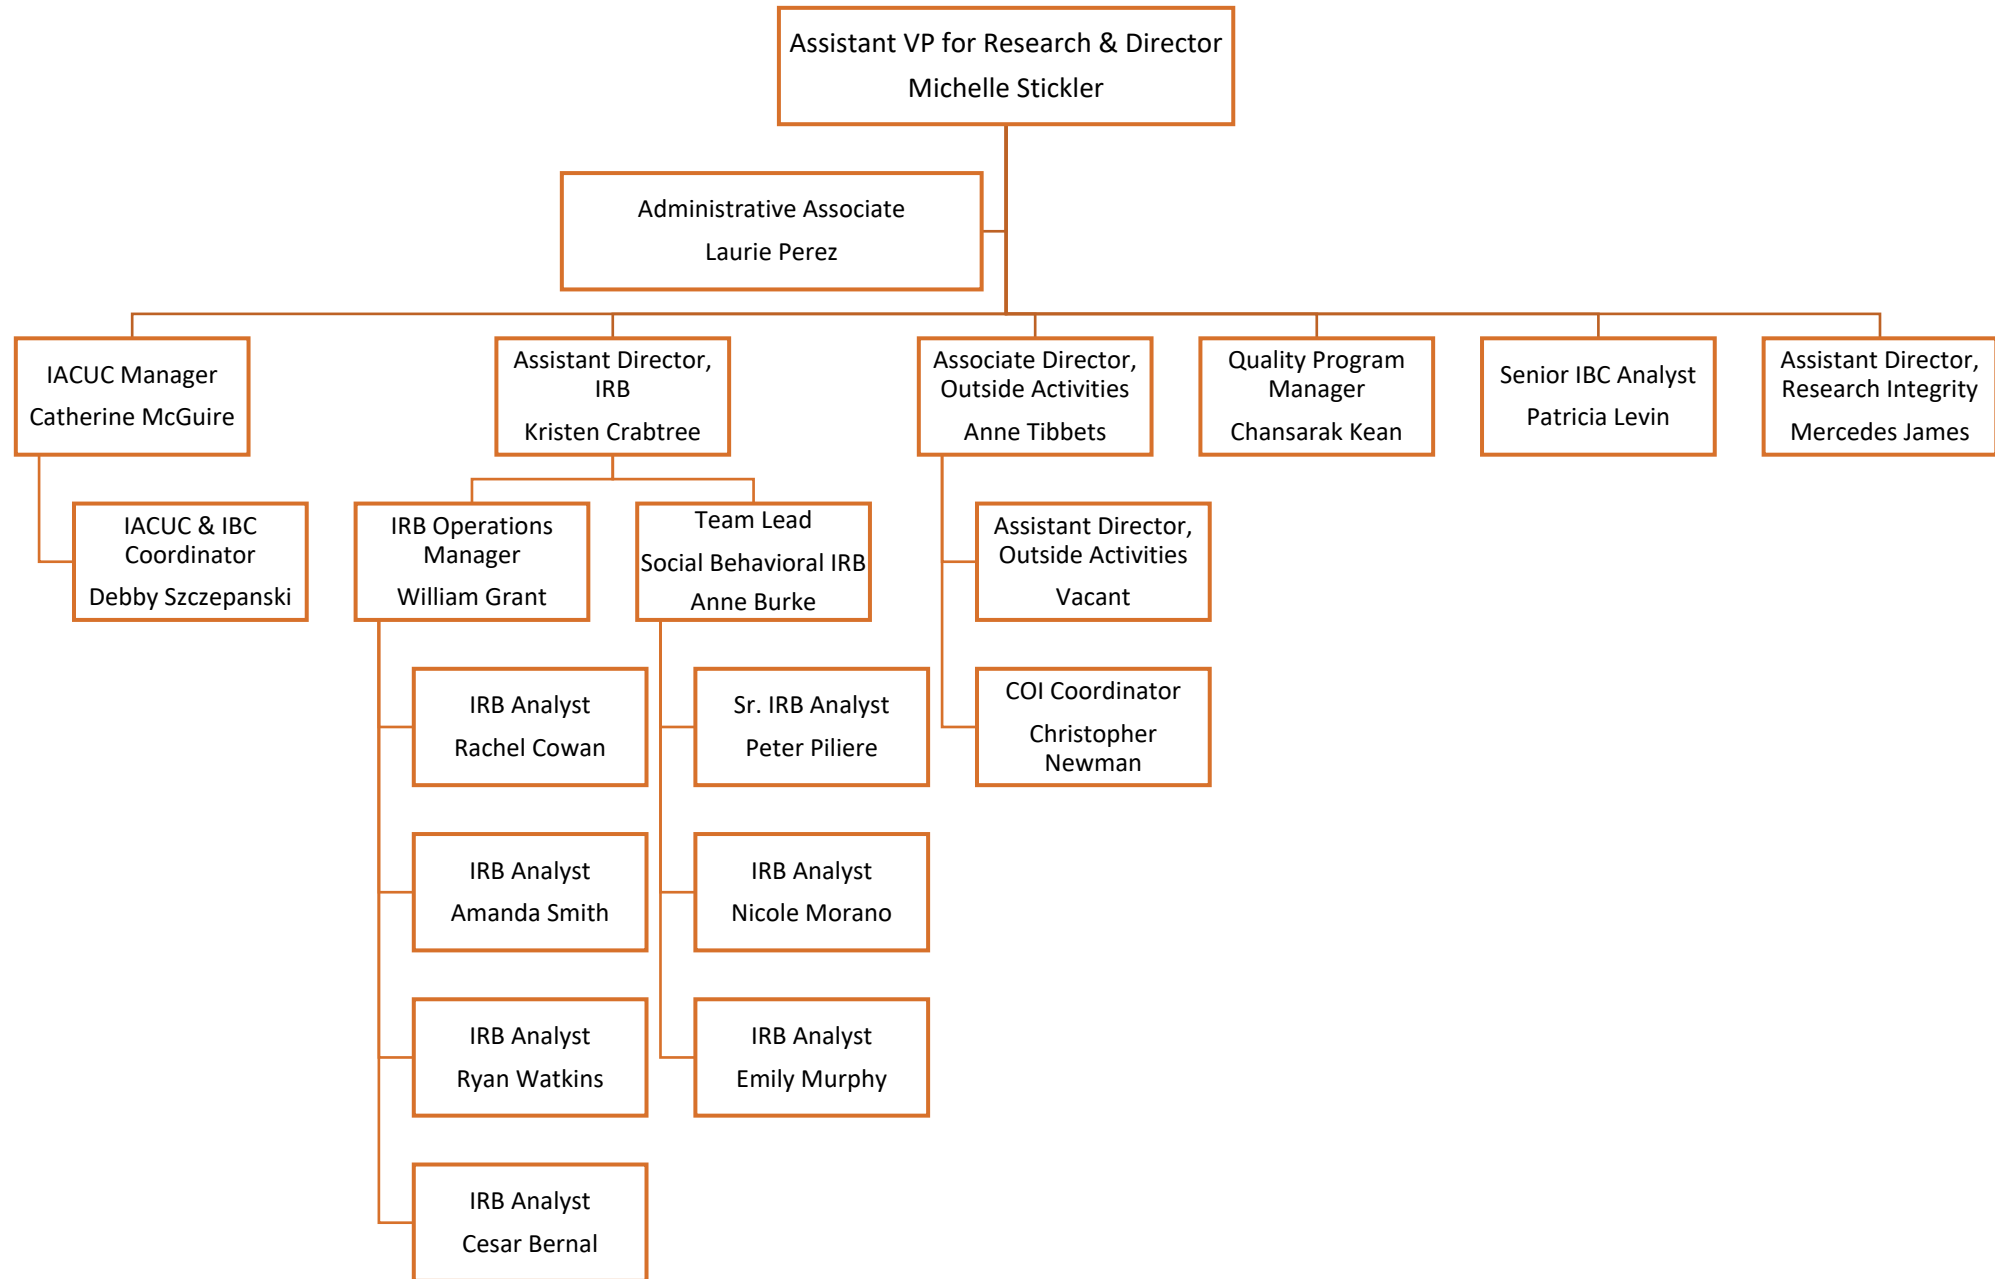 Assistant VP for Research & Director
Michelle Stickler
Administrative Associate
Laurie Perez
IACUC Manager
Catherine McGuire
Assistant Director,
IRB
Kristen Crabtree
Associate Director,
Outside Activities
Anne Tibbets
Quality Program
Manager
Chansarak Kean
Senior IBC Analyst
Patricia Levin
Assistant Director,
Research Integrity
Mercedes James
IACUC & IBC
Coordinator
Debby Szczepanski
IRB Operations
Manager
William Grant
Team Lead
Social Behavioral IRB
Anne Burke
Assistant Director,
Outside Activities
Vacant
IRB Analyst
Rachel Cowan
Sr. IRB Analyst
Peter Piliere
COI Coordinator
Christopher
Newman
IRB Analyst
Amanda Smith
IRB Analyst
Nicole Morano
IRB Analyst
Ryan Watkins
IRB Analyst
Emily Murphy
IRB Analyst
Cesar Bernal